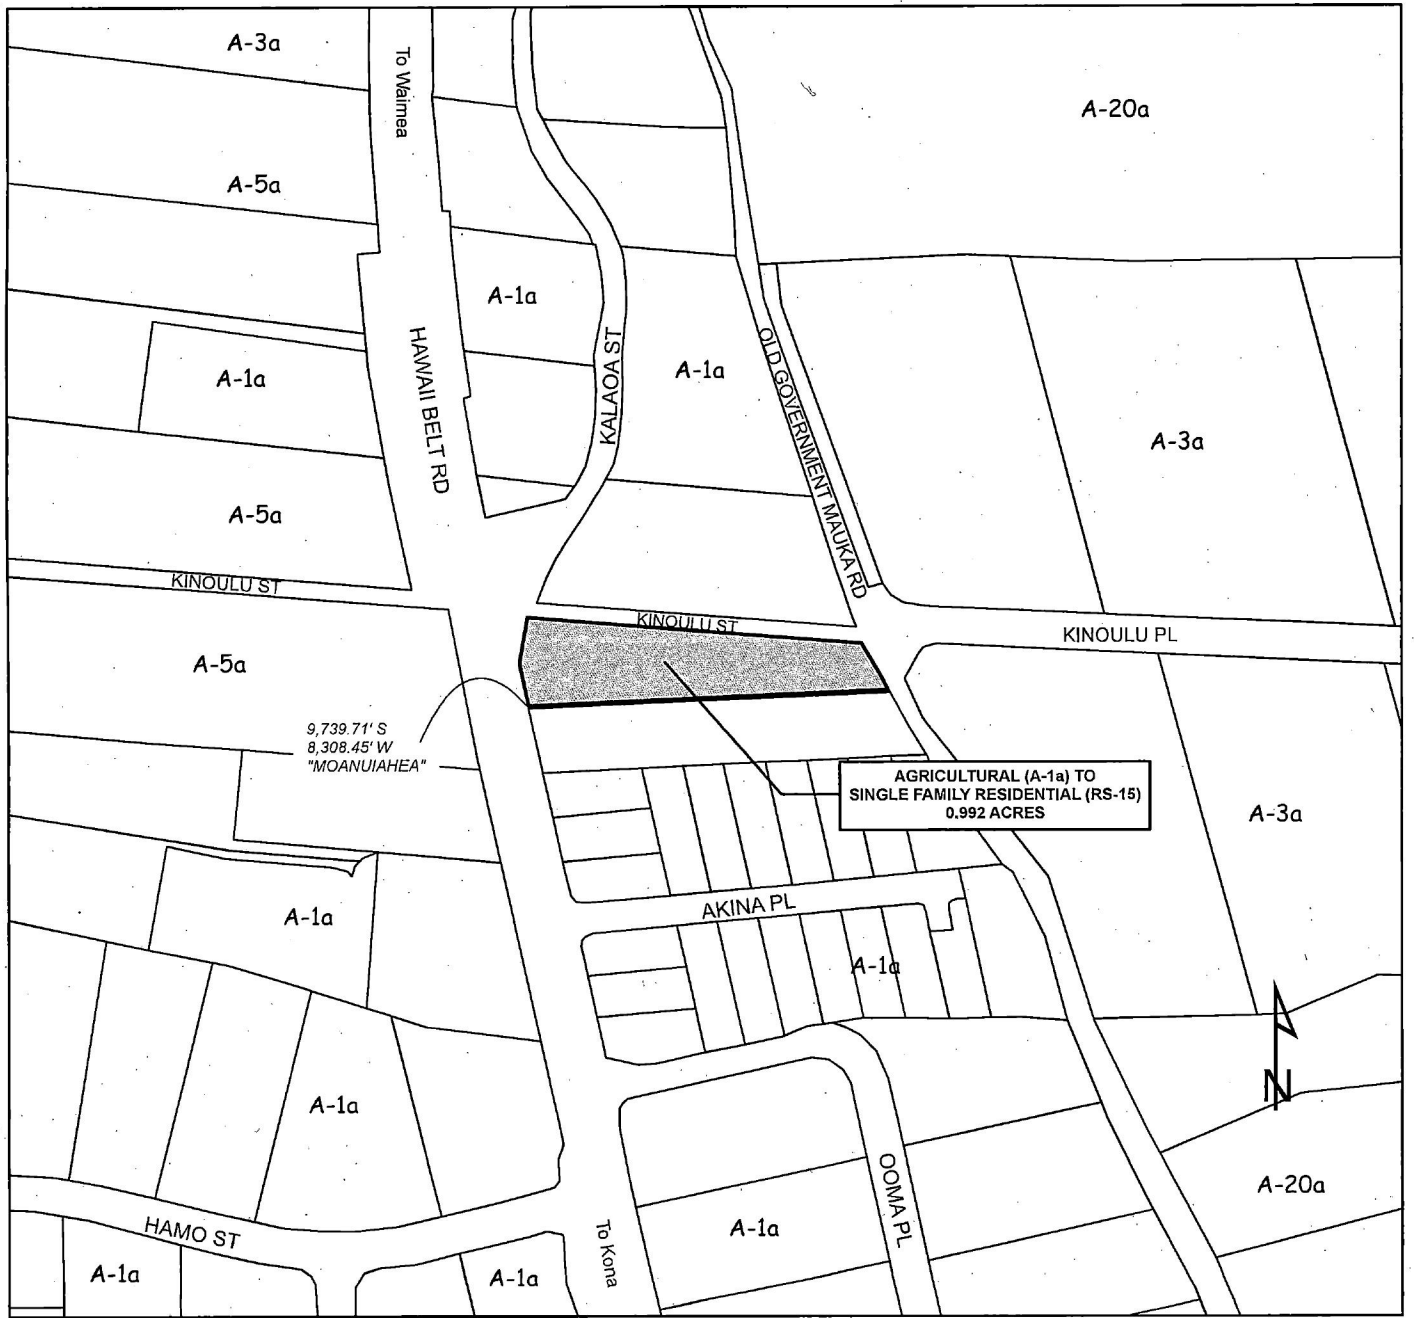 A-3a
To Waimea
A-20a
A-5a
A-1a
HAWAII BELT RD
KALAOA ST
A-1a
OLD GOVERNMENT MAUKA RD
A-1a
A-3a
A-5a
KINOULU ST
KINOULU ST
KINOULU PL
A-5a
9,739.71' S
8,308.45' W
"MOANUIAHEA"
AGRICULTURAL (A-1a) TO
SINGLE FAMILY RESIDENTIAL (RS-15)
0.992 ACRES
A-3a
AKINA PL
A-1a
A-1a
N
A-1a
OOMA PL
A-20a
HAMO ST
To Kona
A-1a
A-1a
A-1a